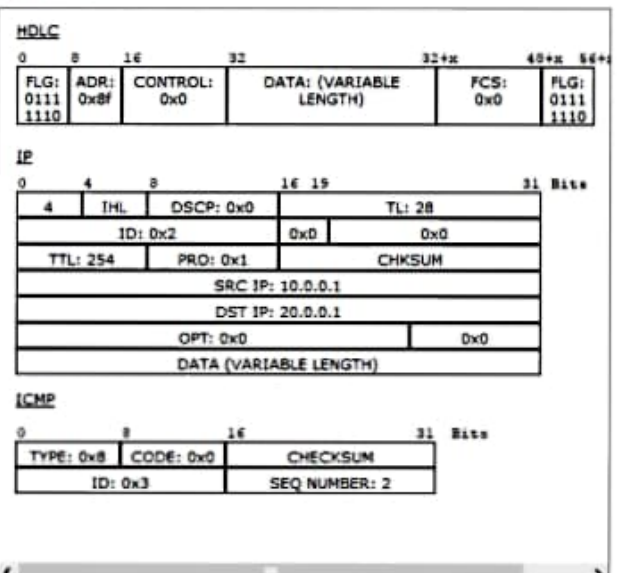 HDLC
0 8 16 32 32+x 48+x 56+x
FLG: 0111 1110 ADR: 0x8f CONTROL: 0x0 DATA: (VARIABLE LENGTH) FCS: 0x0 FLG: 0111 1110
IP
0 4 8 16 19 31 Bits
4 IHL DSCP: 0x0 TL: 28
ID: 0x2 0x0 0x0
TTL: 254 PRO: 0x1 CHKSUM
SRC IP: 10.0.0.1
DST IP: 20.0.0.1
OPT: 0x0 0x0
DATA (VARIABLE LENGTH)
ICMP
0 8 16 31 Bits
TYPE: 0x8 CODE: 0x0 CHECKSUM
ID: 0x3 SEQ NUMBER: 2